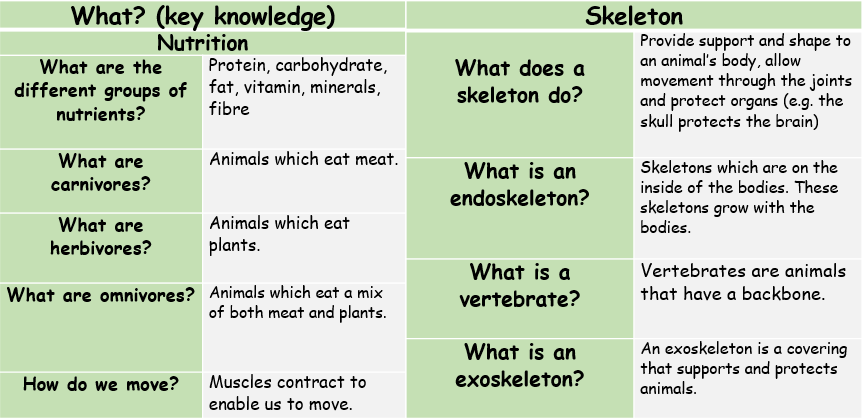 What? (key knowledge)
Nutrition
What are the
different groups of
nutrients?
Protein, carbohydrate,
fat, vitamin, minerals,
fibre
What are
carnivores?
Animals which eat meat.
What are
herbivores?
Animals which eat
plants.
What are omnivores?
Animals which eat a mix
of both meat and plants.
How do we move?
Muscles contract to
enable us to move.
Skeleton
What does a
skeleton do?
Provide support and shape to
an animal's body, allow
movement through the joints
and protect organs (e.g. the
skull protects the brain)
What is an
endoskeleton?
Skeletons which are on the
inside of the bodies. These
skeletons grow with the
bodies.
What is a
vertebrate?
Vertebrates are animals
that have a backbone.
What is an
exoskeleton?
An exoskeleton is a covering
that supports and protects
animals.